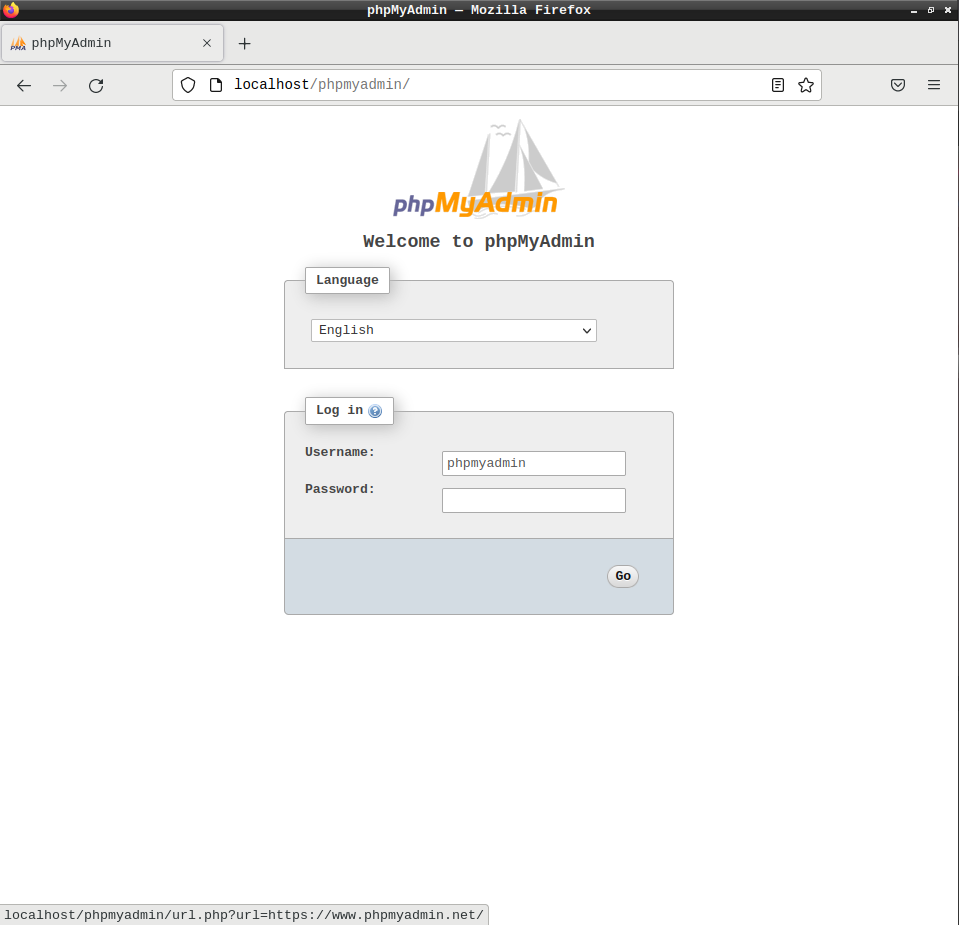 phpMyAdmin — Mozilla Firefox
PMA phpMyAdmin
localhost/phpmyadmin/
phpMyAdmin
Welcome to phpMyAdmin
Language
English
Log in ?
Username: phpmyadmin
Password:
Go
localhost/phpmyadmin/url.php?url=https://www.phpmyadmin.net/